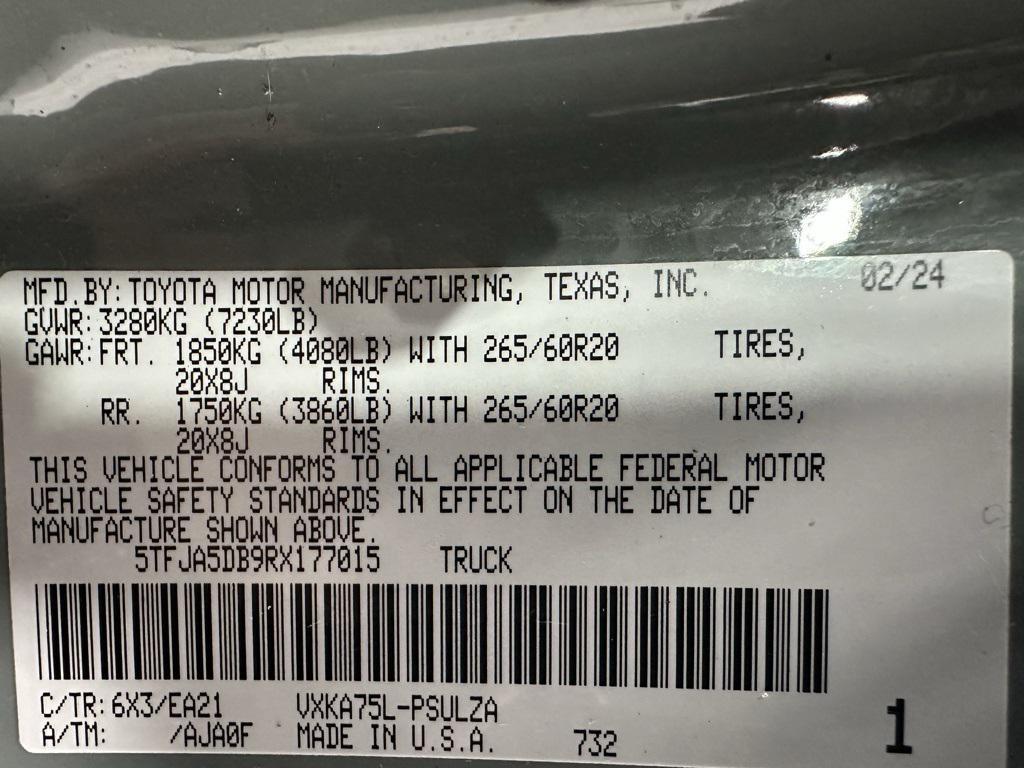 MFD.BY:TOYOTA MOTOR MANUFACTURING, TEXAS, INC. 02/24
GVWR:3280KG (7230LB)
GAWR:FRT. 1850KG (4080LB) WITH 265/60R20 TIRES,
20X8J RIMS.
RR. 1750KG (3860LB) WITH 265/60R20 TIRES,
20X8J RIMS.
THIS VEHICLE CONFORMS TO ALL APPLICABLE FEDERAL MOTOR
VEHICLE SAFETY STANDARDS IN EFFECT ON THE DATE OF
MANUFACTURE SHOWN ABOVE.
5TFJA5DB9RX177015 TRUCK
C/TR:6X3/EA21 VXKA75L-PSULZA
A/TM: /AJA0F MADE IN U.S.A. 732 1